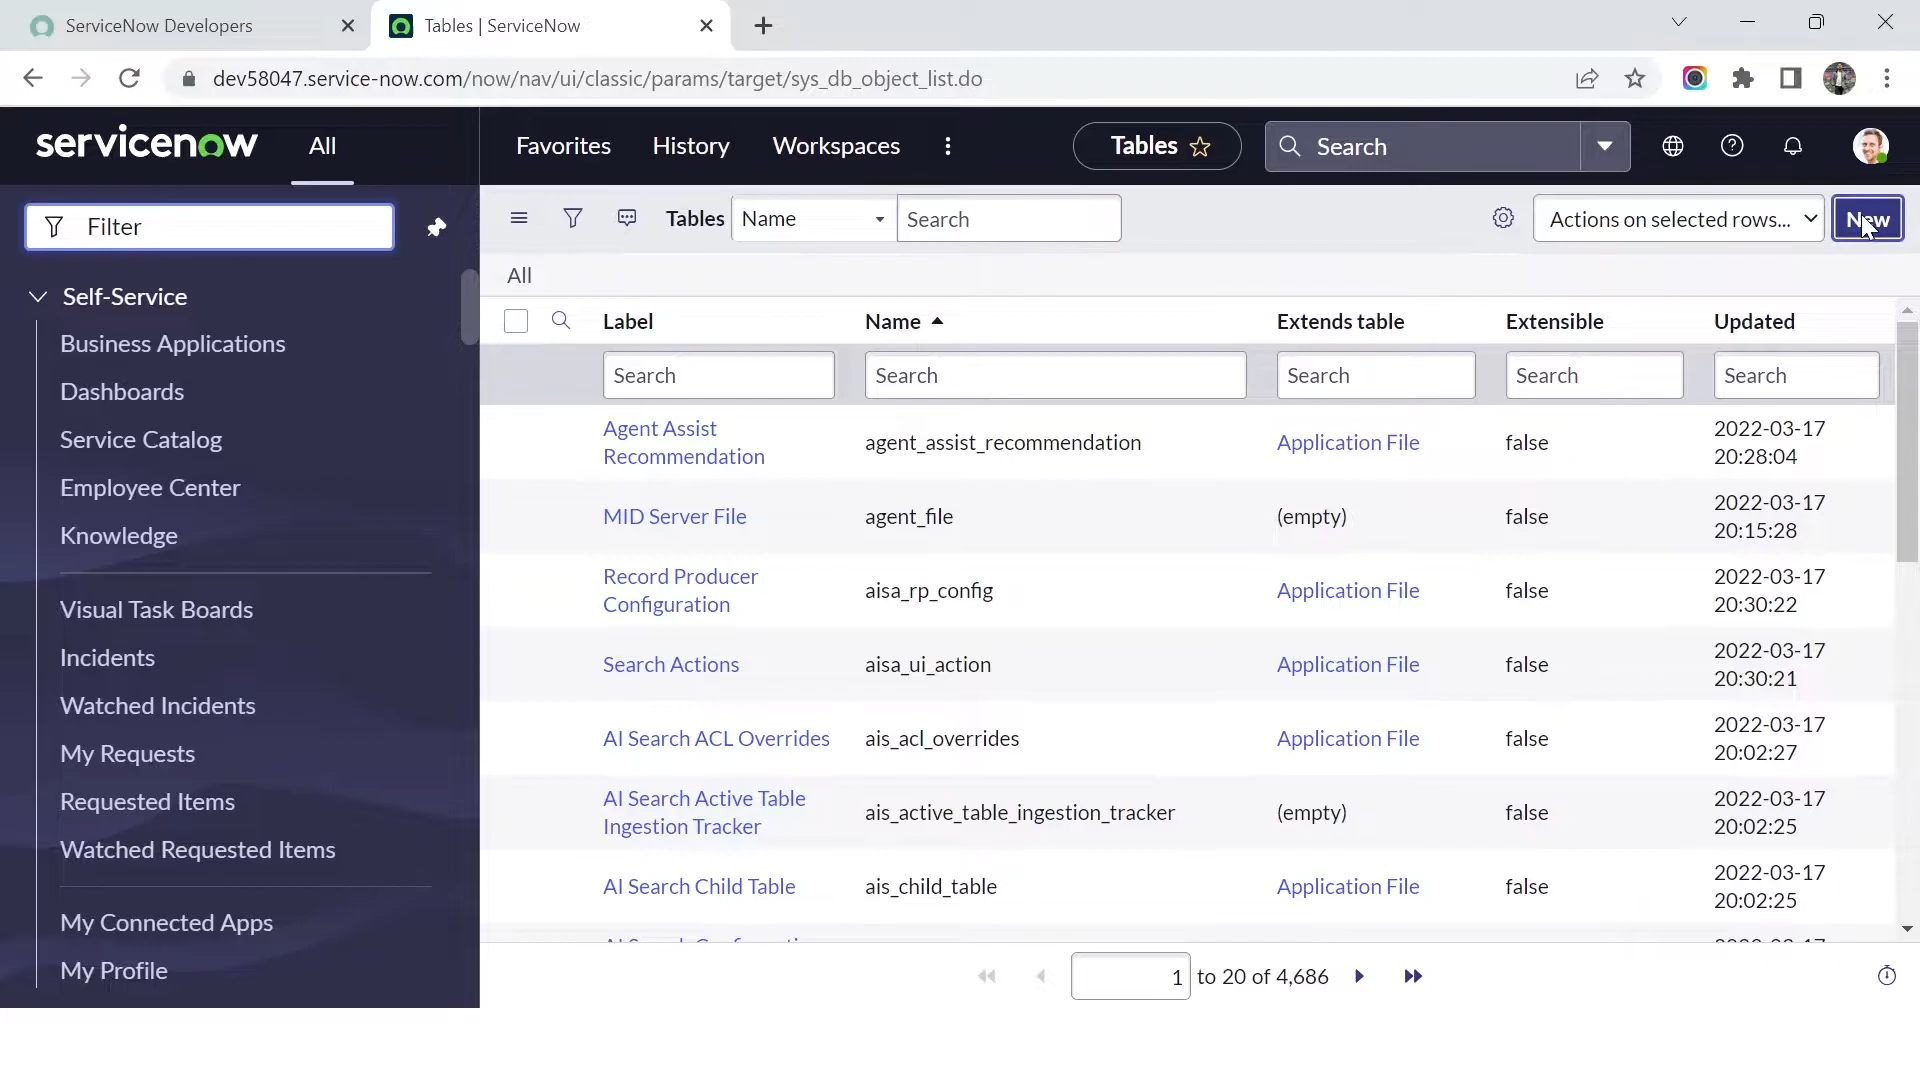 ServiceNow Developers
Tables | ServiceNow
dev58047.service-now.com/now/nav/ui/classic/params/target/sys_db_object_list.do
servicenow
All
Favorites
History
Workspaces
Tables
Search
Filter
Self-Service
Business Applications
Dashboards
Service Catalog
Employee Center
Knowledge
Visual Task Boards
Incidents
Watched Incidents
My Requests
Requested Items
Watched Requested Items
My Connected Apps
My Profile
Tables Name Search Actions on selected rows... New
All
Label Name Extends table Extensible Updated
Search Search Search Search Search
Agent Assist Recommendation agent_assist_recommendation Application File false 2022-03-17 20:28:04
MID Server File agent_file (empty) false 2022-03-17 20:15:28
Record Producer Configuration aisa_rp_config Application File false 2022-03-17 20:30:22
Search Actions aisa_ui_action Application File false 2022-03-17 20:30:21
AI Search ACL Overrides ais_acl_overrides Application File false 2022-03-17 20:02:27
AI Search Active Table Ingestion Tracker ais_active_table_ingestion_tracker (empty) false 2022-03-17 20:02:25
AI Search Child Table ais_child_table Application File false 2022-03-17 20:02:25
1 to 20 of 4,686